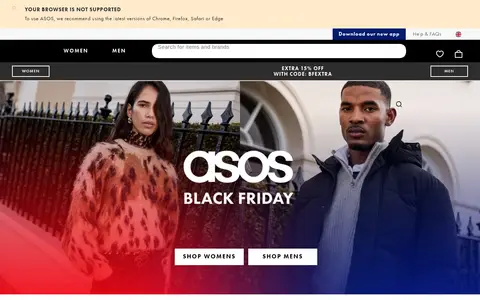 YOUR BROWSER IS NOT SUPPORTED
To use ASOS, we recommend using the latest versions of Chrome, Firefox, Safari or Edge
Download our new app
Help & FAQs
WOMEN
MEN
Search for items and brands
WOMEN
EXTRA 15% OFF
WITH CODE: BFEXTRA
MEN
asos
BLACK FRIDAY
SHOP WOMENS
SHOP MENS